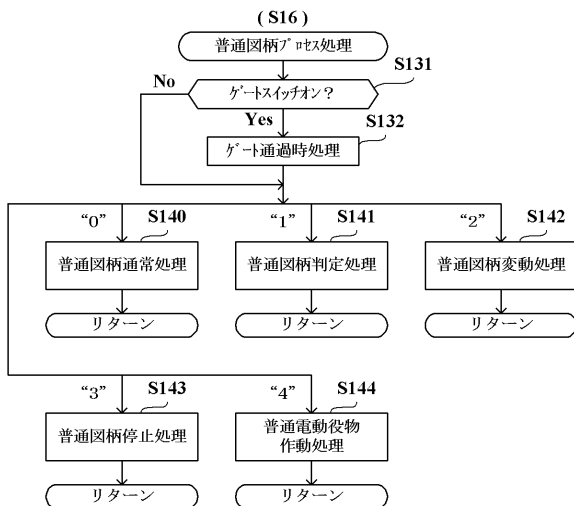 ( S16 )
普通図柄ﾌﾟﾛｾｽ処理
S131
No
ｹﾞｰﾄｽｲｯﾁｵﾝ？
Yes
S132
ｹﾞｰﾄ通過時処理
“0”
S140
“1”
S141
“2”
S142
普通図柄通常処理
普通図柄判定処理
普通図柄変動処理
リターン
リターン
リターン
“3”
S143
“4”
S144
普通図柄停止処理
普通電動役物
作動処理
リターン
リターン